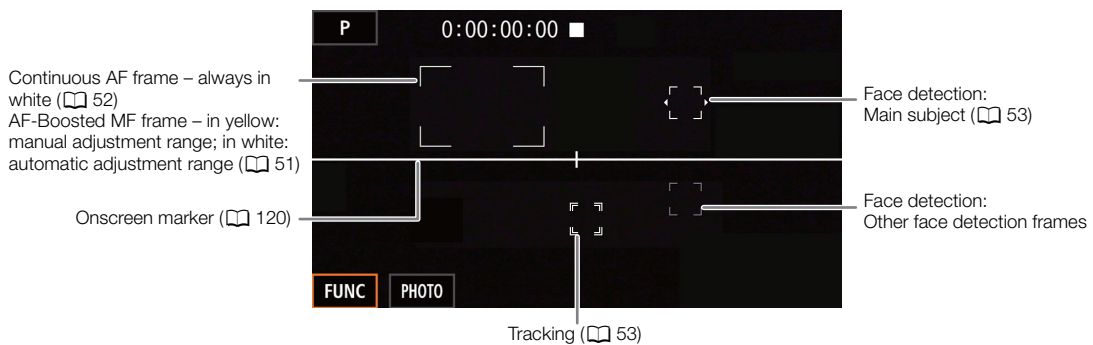 P
0:00:00:00
Continuous AF frame – always in
white (52)
AF-Boosted MF frame – in yellow:
manual adjustment range; in white:
automatic adjustment range (51)
Onscreen marker (120)
Face detection:
Main subject (53)
Face detection:
Other face detection frames
FUNC PHOTO
Tracking (53)